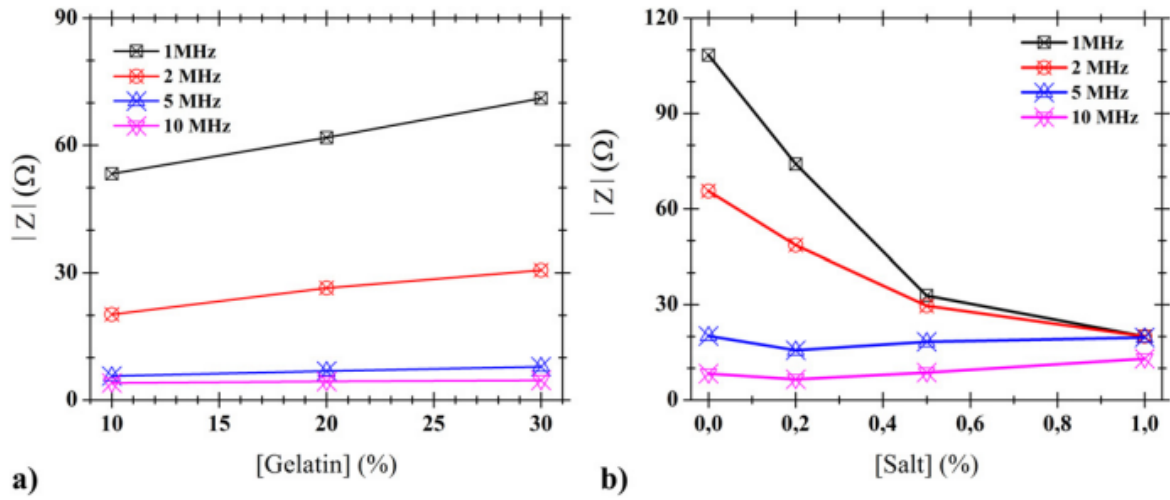 90
60
30
0
|Z| (Ω)
1MHz
2 MHz
5 MHz
10 MHz
10 15 20 25 30
[Gelatin] (%)
a)
120
90
60
30
0
|Z| (Ω)
1MHz
2 MHz
5 MHz
10 MHz
0,0 0,2 0,4 0,6 0,8 1,0
[Salt] (%)
b)